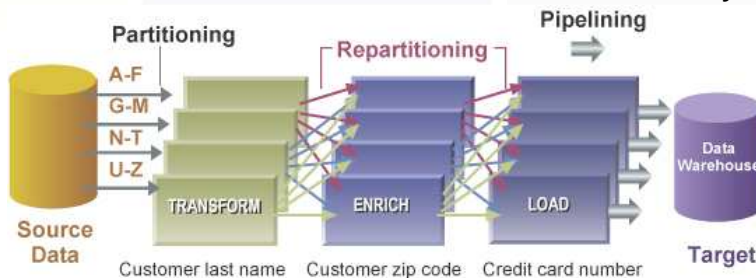 Pipelining
Partitioning
Repartitioning
A-F
G-M
N-T
U-Z
TRANSFORM
ENRICH
LOAD
Data
Warehouse
Source
Data
Target
Customer last name
Customer zip code
Credit card number